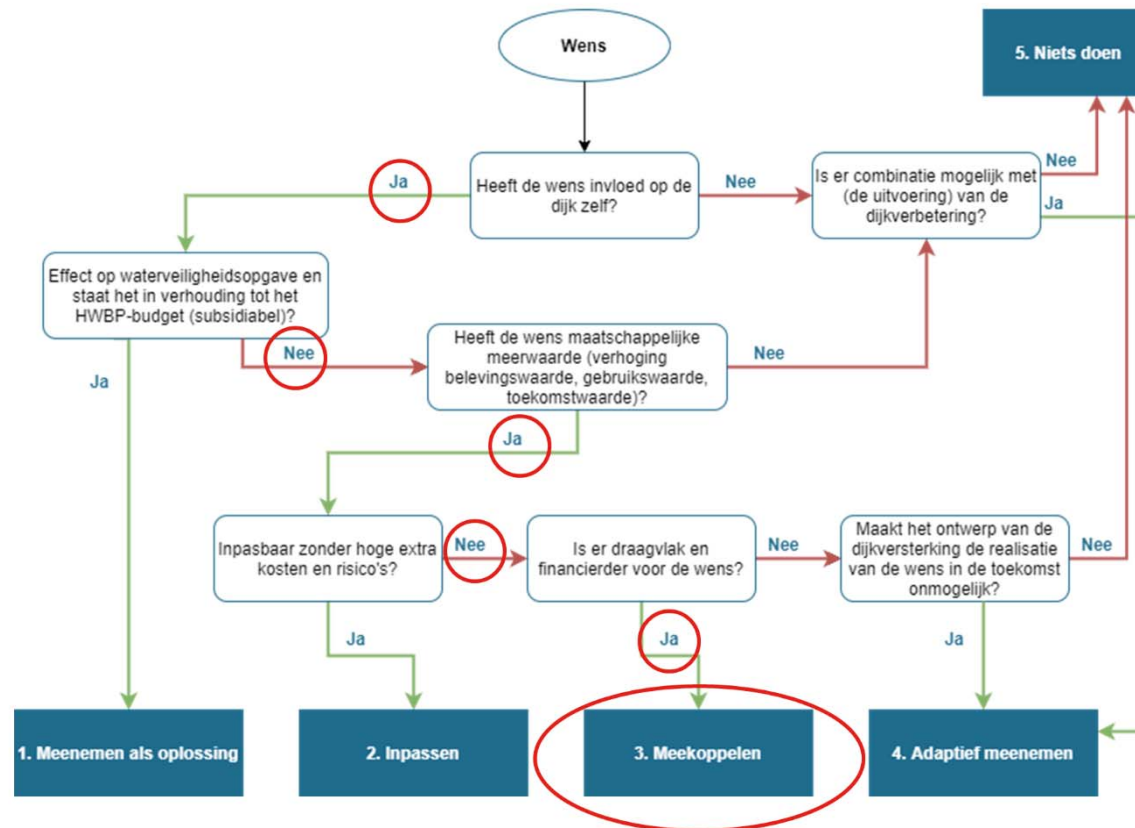 Wens
5. Niets doen
Ja
Heeft de wens invloed op de
dijk zelf?
Nee
Is er combinatie mogelijk met
(de uitvoering) van de
dijkverbetering?
Nee
Ja
Effect op waterveiligheidsopgave en
staat het in verhouding tot het
HWBP-budget (subsidiabel)?
Nee
Ja
Heeft de wens maatschappelijke
meerwaarde (verhoging
belevingswaarde, gebruikswaarde,
toekomstwaarde)?
Nee
Ja
Inpasbaar zonder hoge extra
kosten en risico's?
Nee
Is er draagvlak en
financierder voor de wens?
Nee
Maakt het ontwerp van de
dijkversterking de realisatie
van de wens in de toekomst
onmogelijk?
Nee
Ja
Ja
Ja
1. Meenemen als oplossing
2. Inpassen
3. Meekoppelen
4. Adaptief meenemen